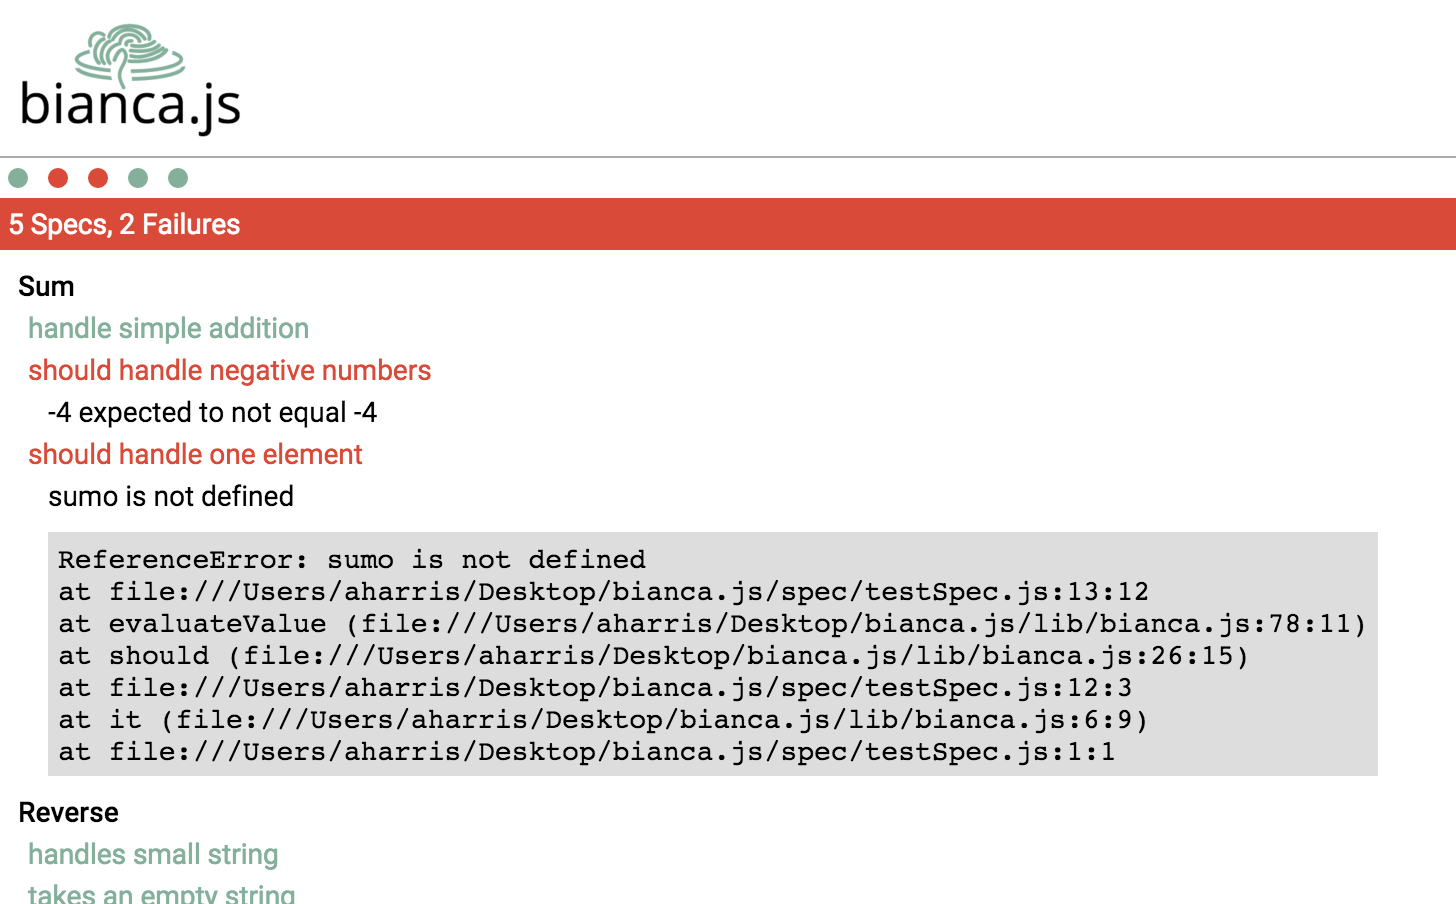 bianca.js
5 Specs, 2 Failures
Sum
handle simple addition
should handle negative numbers
-4 expected to not equal -4
should handle one element
sumo is not defined
ReferenceError: sumo is not defined
at file:///Users/aharris/Desktop/bianca.js/spec/testSpec.js:13:12
at evaluateValue (file:///Users/aharris/Desktop/bianca.js/lib/bianca.js:78:11)
at should (file:///Users/aharris/Desktop/bianca.js/lib/bianca.js:26:15)
at file:///Users/aharris/Desktop/bianca.js/spec/testSpec.js:12:3
at it (file:///Users/aharris/Desktop/bianca.js/lib/bianca.js:6:9)
at file:///Users/aharris/Desktop/bianca.js/spec/testSpec.js:1:1
Reverse
handles small string
takes an empty string